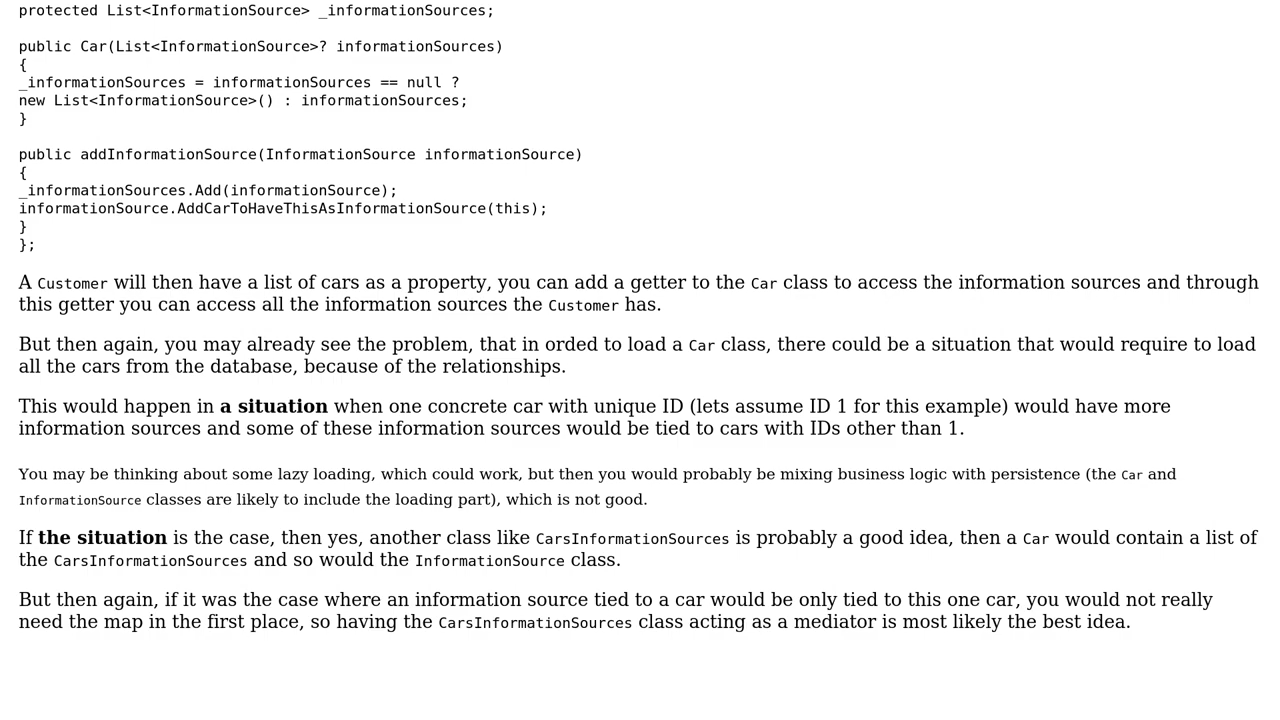 protected List<InformationSource> _informationSources;
public Car(List<InformationSource>? informationSources)
{
_informationSources = informationSources == null ?
new List<InformationSource>() : informationSources;
}
public addInformationSource(InformationSource informationSource)
{
_informationSources.Add(informationSource);
informationSource.AddCarToHaveThisAsInformationSource(this);
}
};
A Customer will then have a list of cars as a property, you can add a getter to the Car class to access the information sources and through
this getter you can access all the information sources the Customer has.
But then again, you may already see the problem, that in orded to load a Car class, there could be a situation that would require to load
all the cars from the database, because of the relationships.
This would happen in a situation when one concrete car with unique ID (lets assume ID 1 for this example) would have more
information sources and some of these information sources would be tied to cars with IDs other than 1.
You may be thinking about some lazy loading, which could work, but then you would probably be mixing business logic with persistence (the Car and
InformationSource classes are likely to include the loading part), which is not good.
If the situation is the case, then yes, another class like CarsInformationSources is probably a good idea, then a Car would contain a list of
the CarsInformationSources and so would the InformationSource class.
But then again, if it was the case where an information source tied to a car would be only tied to this one car, you would not really
need the map in the first place, so having the CarsInformationSources class acting as a mediator is most likely the best idea.